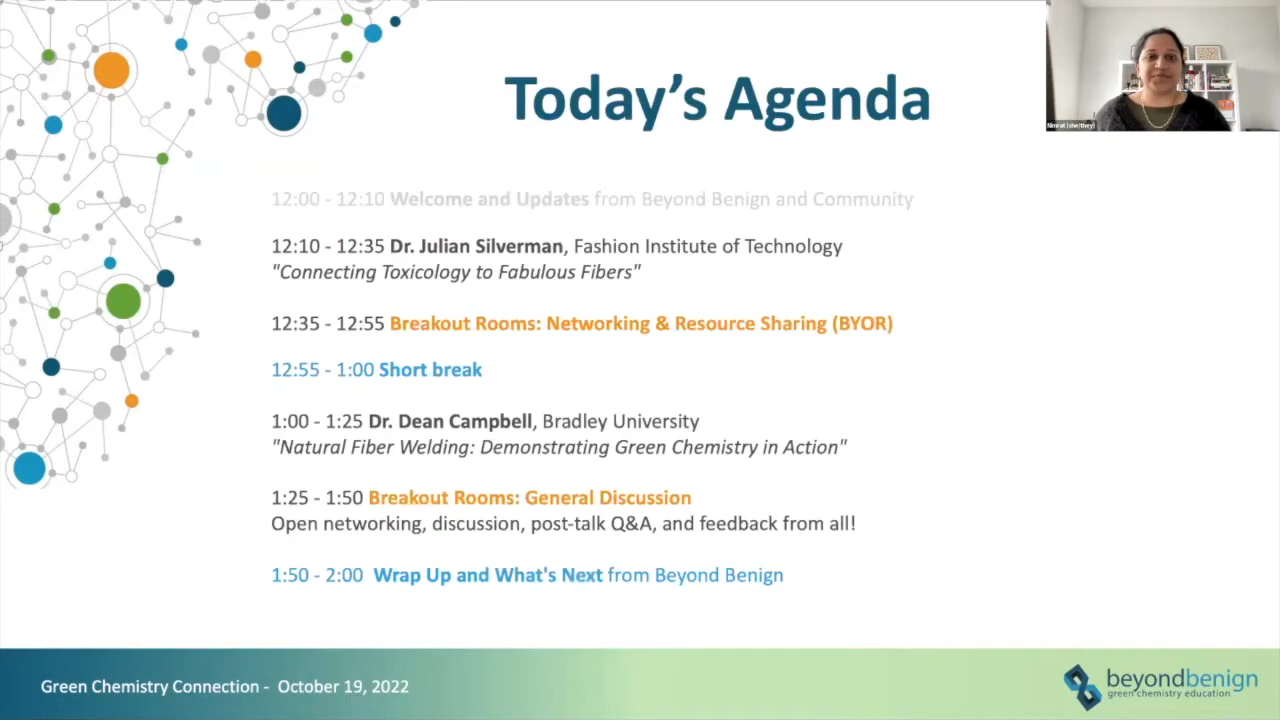 Today's Agenda
Nimrat (she/they)
12:00 - 12:10 Welcome and Updates from Beyond Benign and Community
12:10 - 12:35 Dr. Julian Silverman, Fashion Institute of Technology
"Connecting Toxicology to Fabulous Fibers"
12:35 - 12:55 Breakout Rooms: Networking & Resource Sharing (BYOR)
12:55 - 1:00 Short break
1:00 - 1:25 Dr. Dean Campbell, Bradley University
"Natural Fiber Welding: Demonstrating Green Chemistry in Action"
1:25 - 1:50 Breakout Rooms: General Discussion
Open networking, discussion, post-talk Q&A, and feedback from all!
1:50 - 2:00 Wrap Up and What's Next from Beyond Benign
Green Chemistry Connection - October 19, 2022
beyondbenign
green chemistry education